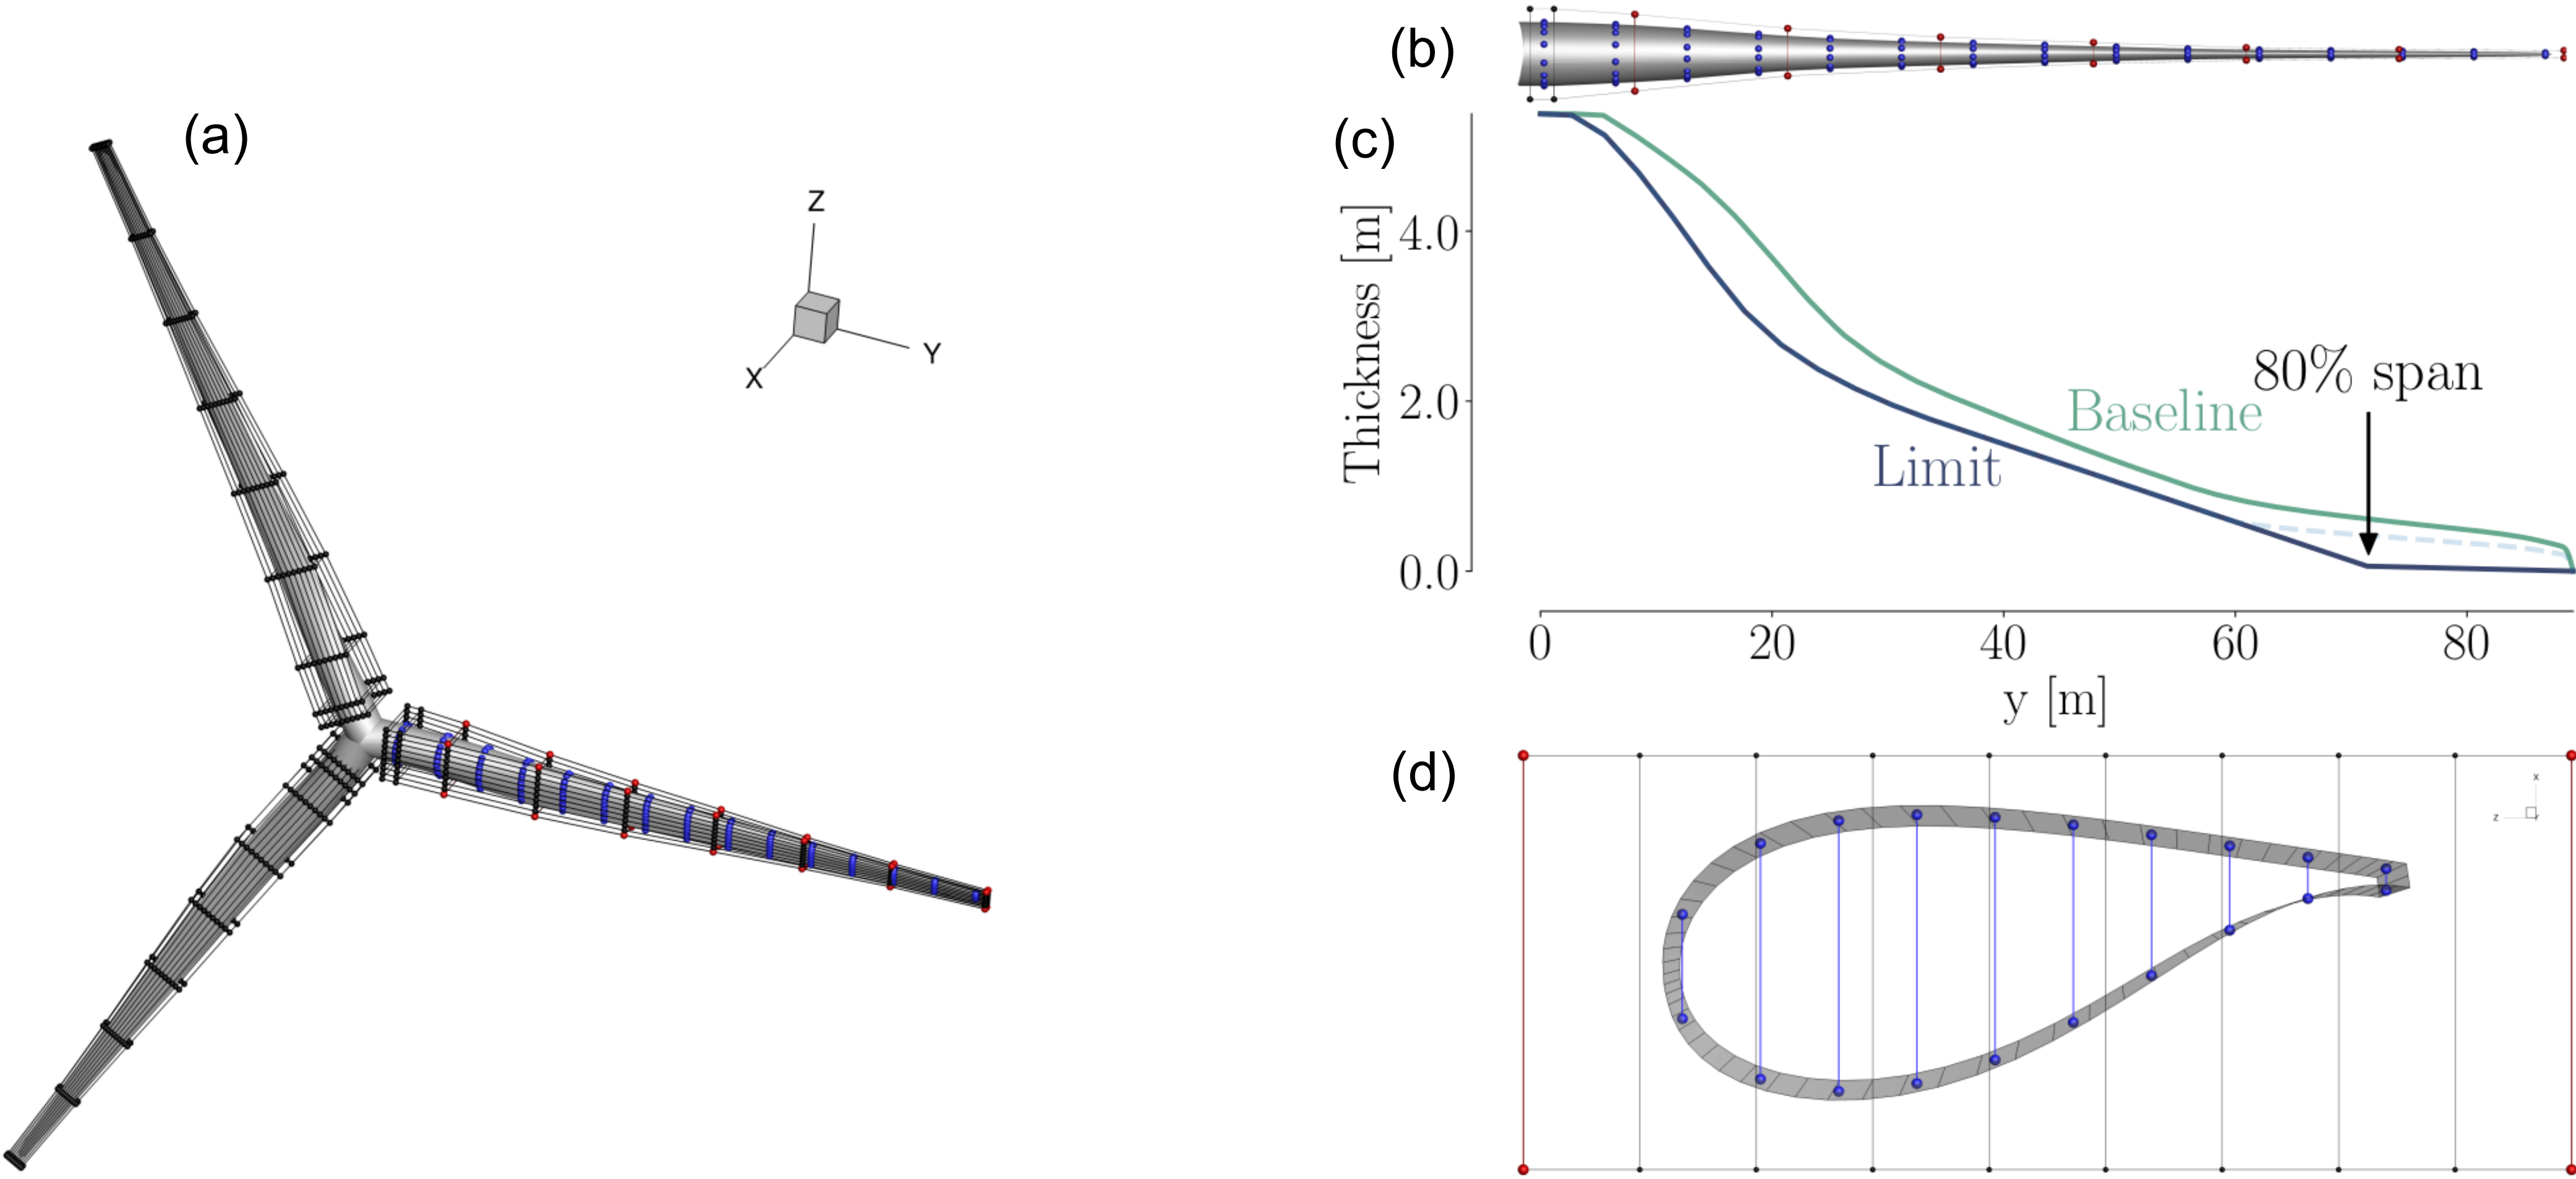 (a)
Z
Y
X
(b)
(c)
Thickness [m]
4.0
2.0
0.0
80% span
Baseline
Limit
0
20
40
60
80
y [m]
(d)
x
z